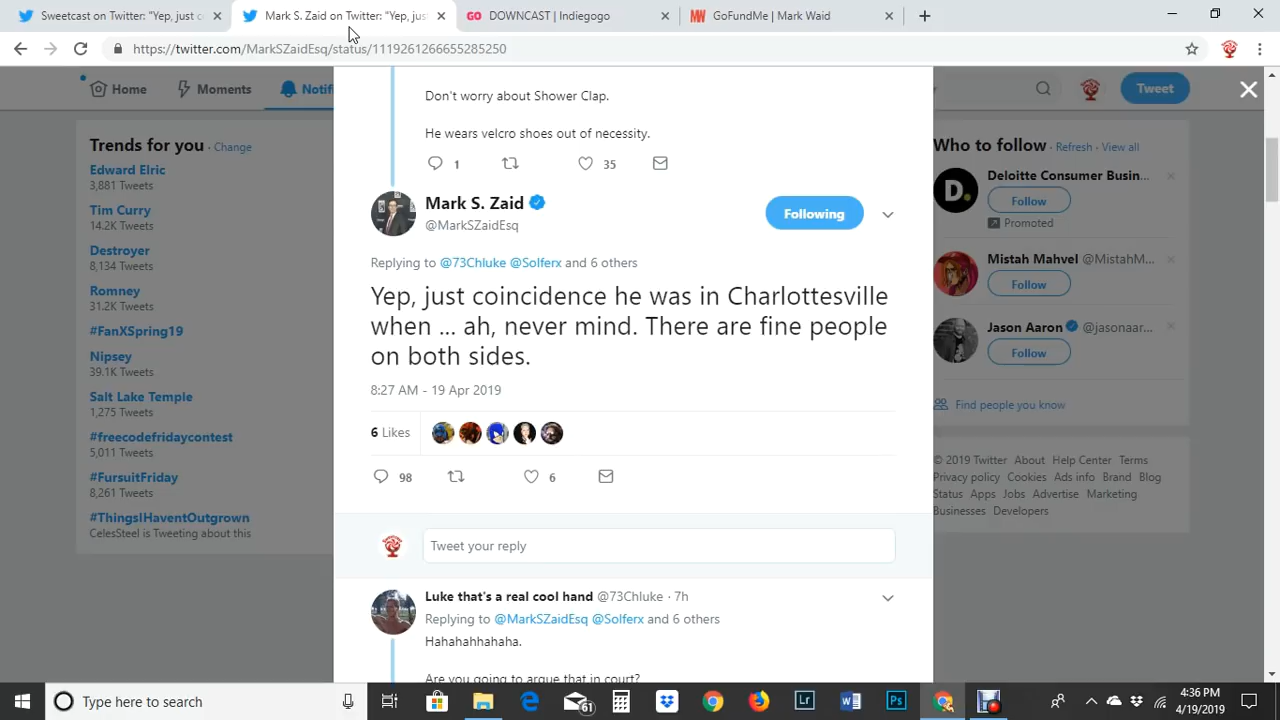 Sweetcast on Twitter: "Yep, just c
Mark S. Zaid on Twitter: "Yep, jus
DOWNCAST | Indiegogo
GoFundMe | Mark Waid
https://twitter.com/MarkSZaidEsq/status/1119261266655285250
Home
Moments
Notif
Tweet
Trends for you · Change
Edward Elric
3,881 Tweets
Tim Curry
14.2K Tweets
Destroyer
8,134 Tweets
Romney
31.2K Tweets
#FanXSpring19
Nipsey
39.1K Tweets
Salt Lake Temple
1,275 Tweets
#freecodefridaycontest
5,011 Tweets
#FursuitFriday
8,261 Tweets
#ThingsIHaventOutgrown
CelesSteel is Tweeting about this
Don't worry about Shower Clap.
He wears velcro shoes out of necessity.
1 35
Mark S. Zaid
@MarkSZaidEsq
Following
Replying to @73Chluke @Solferx and 6 others
Yep, just coincidence he was in Charlottesville
when ... ah, never mind. There are fine people
on both sides.
8:27 AM - 19 Apr 2019
6 Likes
98 6
Tweet your reply
Luke that's a real cool hand @73Chluke · 7h
Replying to @MarkSZaidEsq @Solferx and 6 others
Hahahahhahaha.
Are you going to argue that in court?
Who to follow · Refresh · View all
D.
Deloitte Consumer Busin...
Follow
Promoted
Mistah Mahvel @MistahM...
Follow
Jason Aaron @jasonaar...
Follow
Find people you know
© 2019 Twitter About Help Center Terms
Privacy policy Cookies Ads info Brand Blog
Status Apps Jobs Advertise Marketing
Businesses Developers
Type here to search
61
Lr
Ps
4:36 PM
4/19/2019